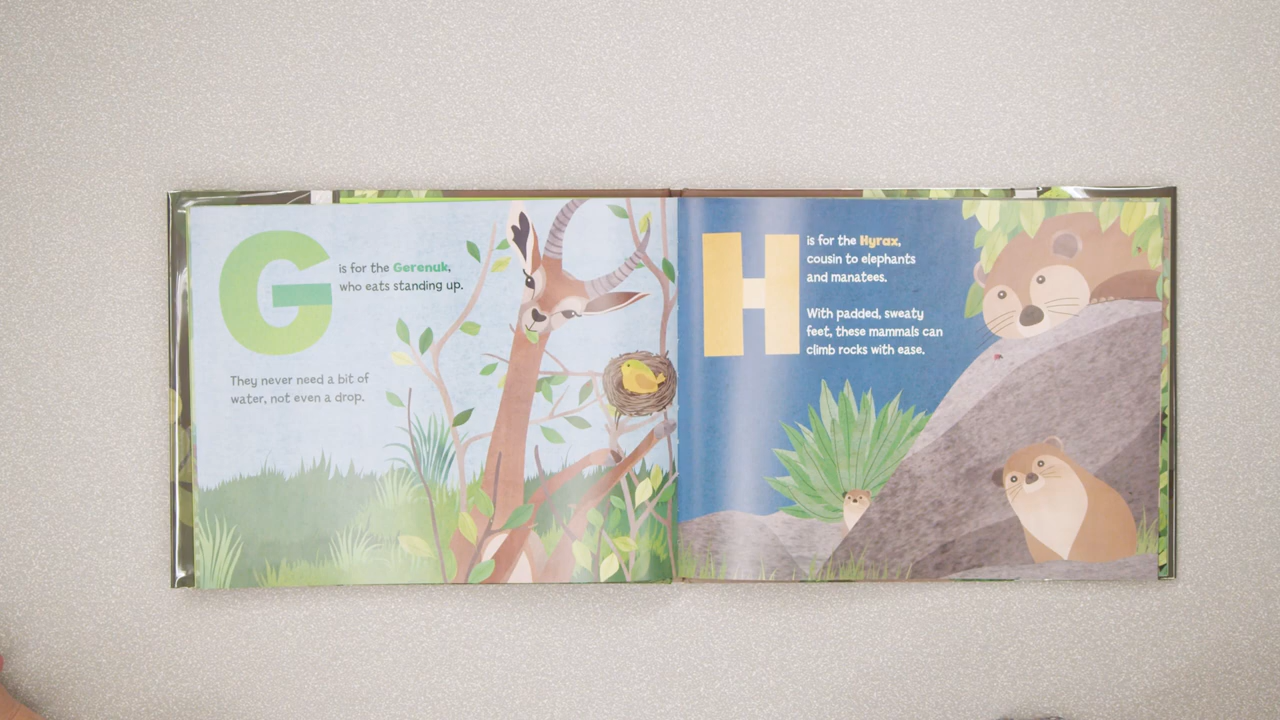 G
is for the Gerenuk,
who eats standing up.
They never need a bit of
water, not even a drop.
H
is for the Hyrax,
cousin to elephants
and manatees.
With padded, sweaty
feet, these mammals can
climb rocks with ease.